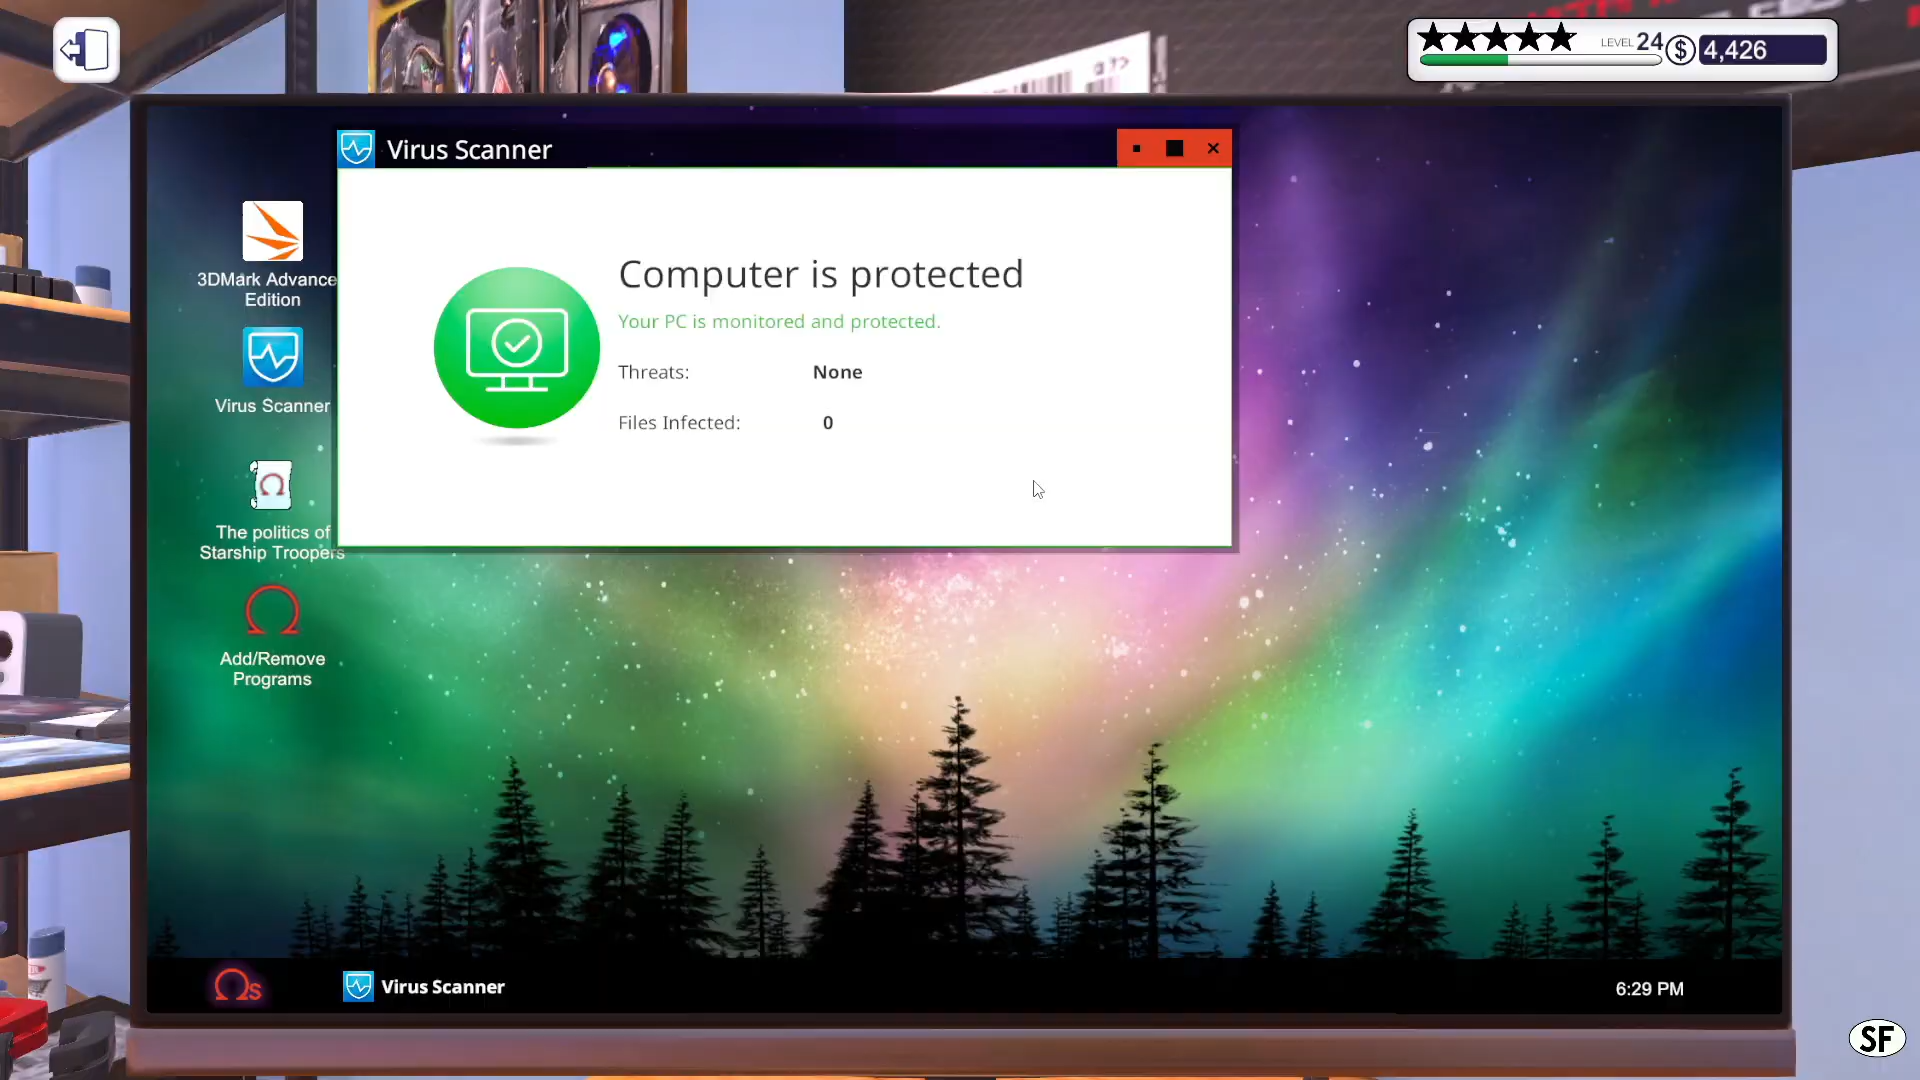 LEVEL 24
$ 4,426
Virus Scanner
3DMark Advance
Edition
Virus Scanner
The politics of
Starship Troopers
Add/Remove
Programs
Computer is protected
Your PC is monitored and protected.
Threats: None
Files Infected: 0
Ωs
Virus Scanner
6:29 PM
SF